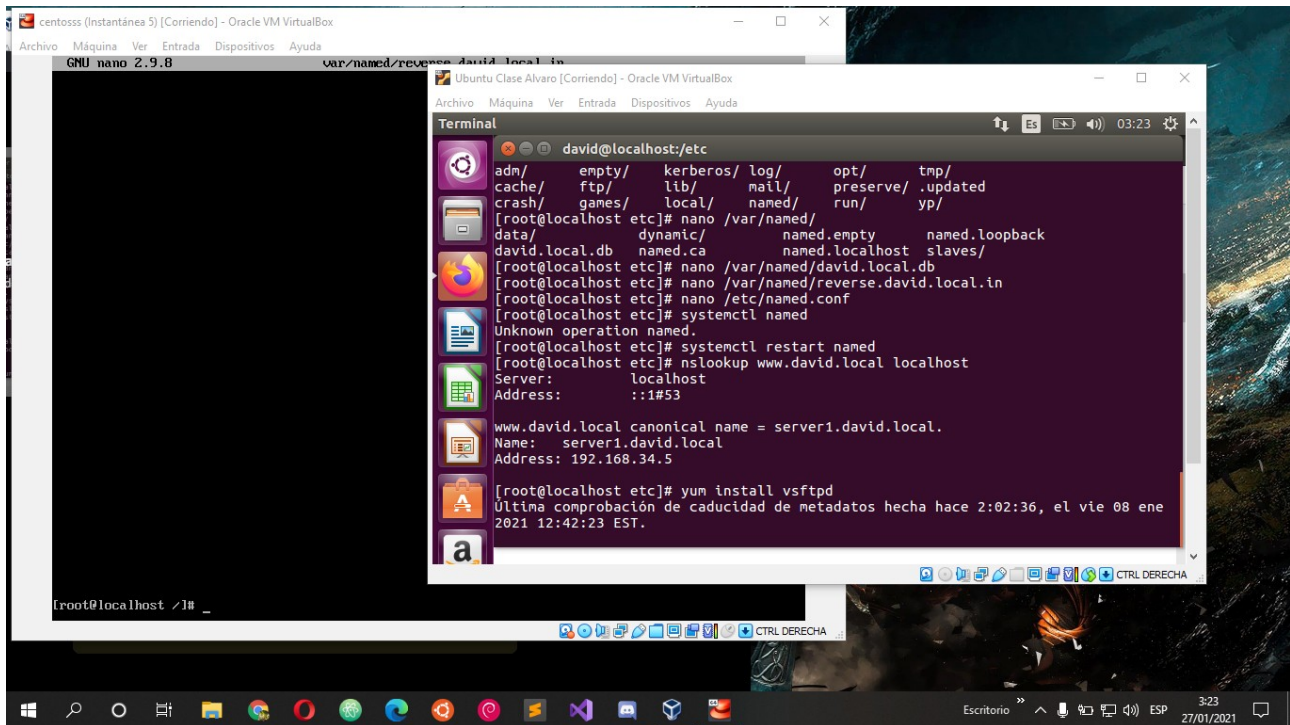 centosss (Instantánea 5) [Corriendo] - Oracle VM VirtualBox
Archivo Máquina Ver Entrada Dispositivos Ayuda
GNU nano 2.9.8 var/named/reverse.david.local.in
[root@localhost /]# _
CTRL DERECHA
Ubuntu Clase Alvaro [Corriendo] - Oracle VM VirtualBox
Archivo Máquina Ver Entrada Dispositivos Ayuda
Terminal Es 03:23
david@localhost:/etc
adm/ empty/ kerberos/ log/ opt/ tmp/
cache/ ftp/ lib/ mail/ preserve/ .updated
crash/ games/ local/ named/ run/ yp/
[root@localhost etc]# nano /var/named/
data/ dynamic/ named.empty named.loopback
david.local.db named.ca named.localhost slaves/
[root@localhost etc]# nano /var/named/david.local.db
[root@localhost etc]# nano /var/named/reverse.david.local.in
[root@localhost etc]# nano /etc/named.conf
[root@localhost etc]# systemctl named
Unknown operation named.
[root@localhost etc]# systemctl restart named
[root@localhost etc]# nslookup www.david.local localhost
Server: localhost
Address: ::1#53
www.david.local canonical name = server1.david.local.
Name: server1.david.local
Address: 192.168.34.5
[root@localhost etc]# yum install vsftpd
Última comprobación de caducidad de metadatos hecha hace 2:02:36, el vie 08 ene
2021 12:42:23 EST.
CTRL DERECHA
Escritorio ESP 3:23
27/01/2021